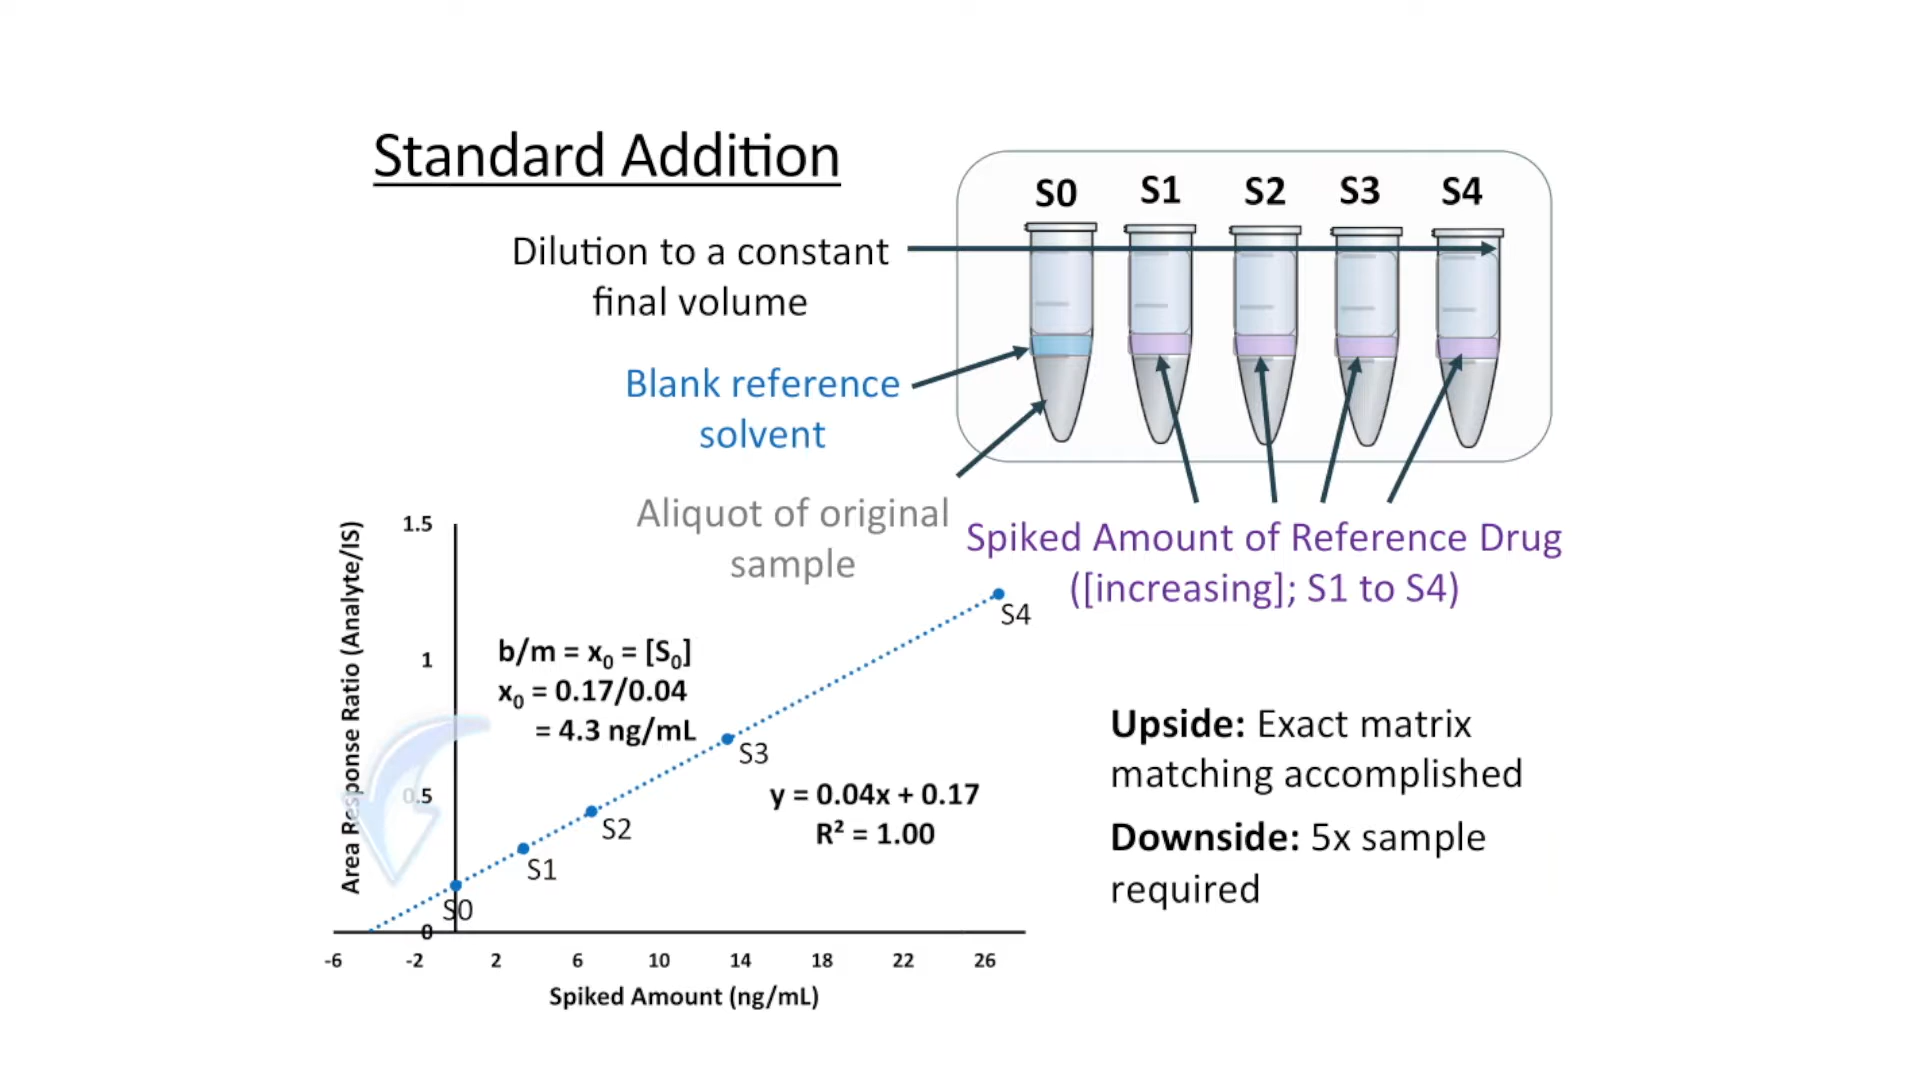 Standard Addition
S0 S1 S2 S3 S4
Dilution to a constant
final volume
Blank reference
solvent
Aliquot of original
sample
Spiked Amount of Reference Drug
([increasing]; S1 to S4)
Area Response Ratio (Analyte/IS)
1.5
1
0.5
0
b/m = x₀ = [S₀]
x₀ = 0.17/0.04
= 4.3 ng/mL
S4
S3
S2
S1
S0
y = 0.04x + 0.17
R² = 1.00
-6 -2 2 6 10 14 18 22 26
Spiked Amount (ng/mL)
Upside: Exact matrix
matching accomplished
Downside: 5x sample
required